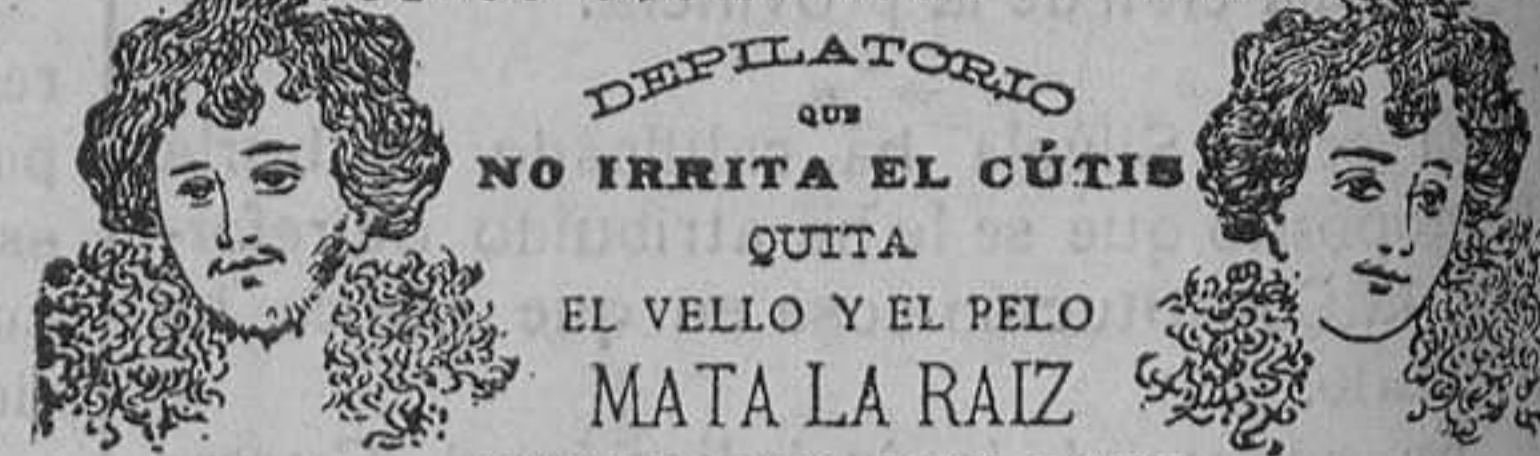 DEPILATORIO
QUE
NO IRRITA EL CÚTIS
QUITA
EL VELLO Y EL PELO
MATA LA RAIZ